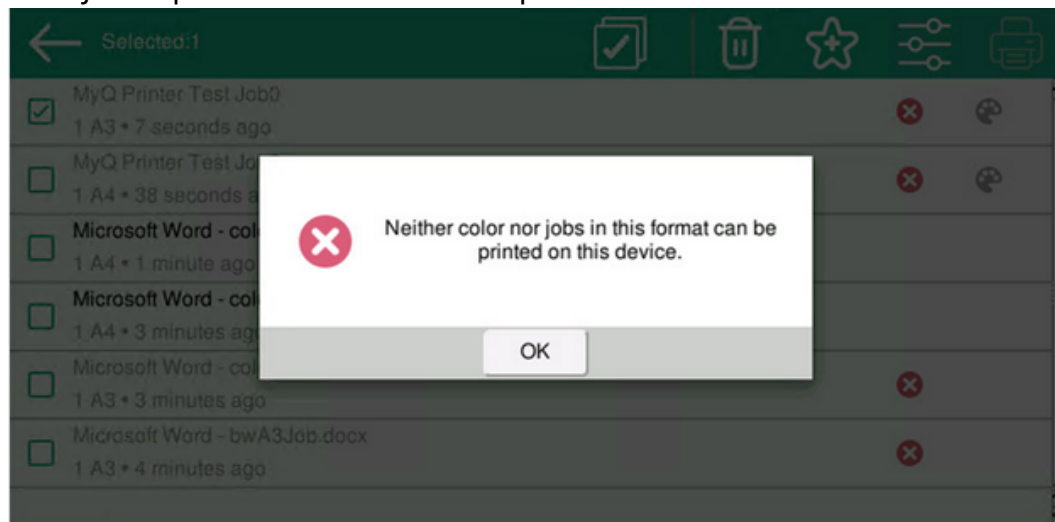 Selected:1
MyQ Printer Test Job0
1 A3 • 7 seconds ago
MyQ Printer Test Jo
1 A4 • 38 seconds a
Microsoft Word - col
1 A4 • 1 minute ago
Microsoft Word - col
1 A4 • 3 minutes ag
Microsoft Word - col
1 A3 • 3 minutes ago
Microsoft Word - bwA3Job.docx
1 A3 • 4 minutes ago
Neither color nor jobs in this format can be
printed on this device.
OK